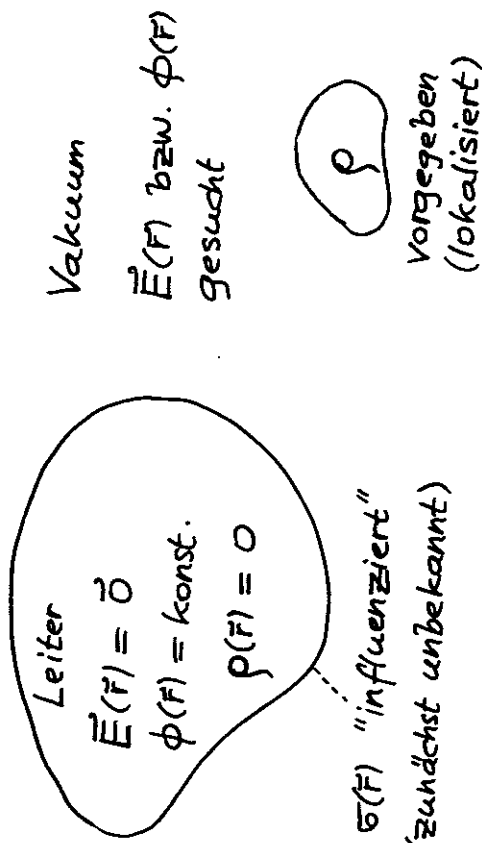 Leiter
E⃗(r⃗) = 0⃗
ϕ(r⃗) = konst.
ρ(r⃗) = 0
σ(r⃗) "influenziert"
(zunächst unbekannt)
Vakuum
E⃗(r⃗) bzw. ϕ(r⃗)
gesucht
ρ
vorgegeben
(lokalisiert)